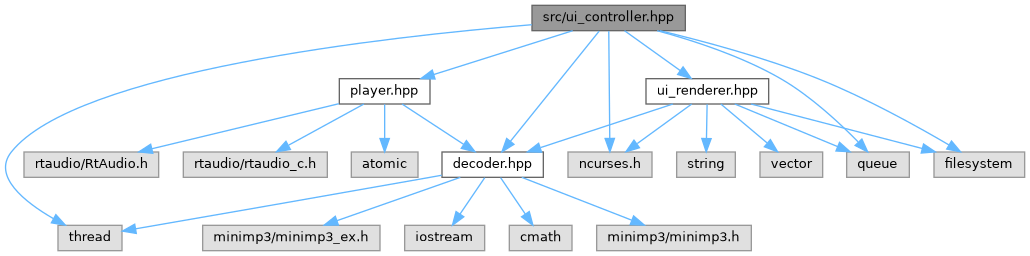 src/ui_controller.hpp
player.hpp
ui_renderer.hpp
rtaudio/RtAudio.h
rtaudio/rtaudio_c.h
atomic
decoder.hpp
ncurses.h
string
vector
queue
filesystem
thread
minimp3/minimp3_ex.h
iostream
cmath
minimp3/minimp3.h